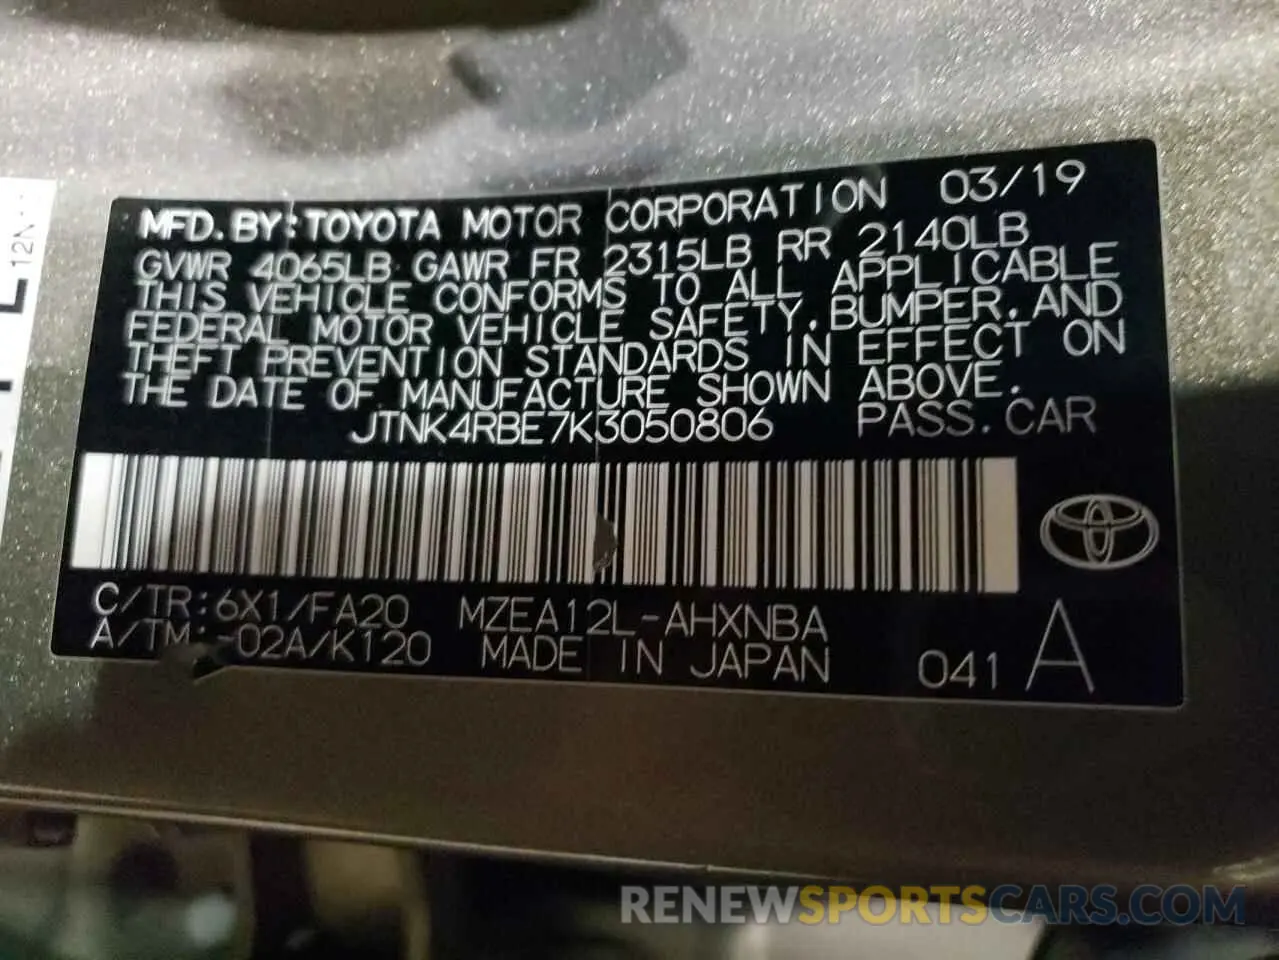 MFD. BY: TOYOTA MOTOR CORPORATION 03/19
GVWR 4065LB GAWR FR 2315LB RR 2140LB
THIS VEHICLE CONFORMS TO ALL APPLICABLE
FEDERAL MOTOR VEHICLE SAFETY, BUMPER, AND
THEFT PREVENTION STANDARDS IN EFFECT ON
THE DATE OF MANUFACTURE SHOWN ABOVE.
JTNK4RBE7K3050806 PASS. CAR
C/TR:6X1/FA20 MZEA12L-AHXNBA
A/TM:-02A/K120 MADE IN JAPAN 041 A
RENEWSPORTSCARS.COM